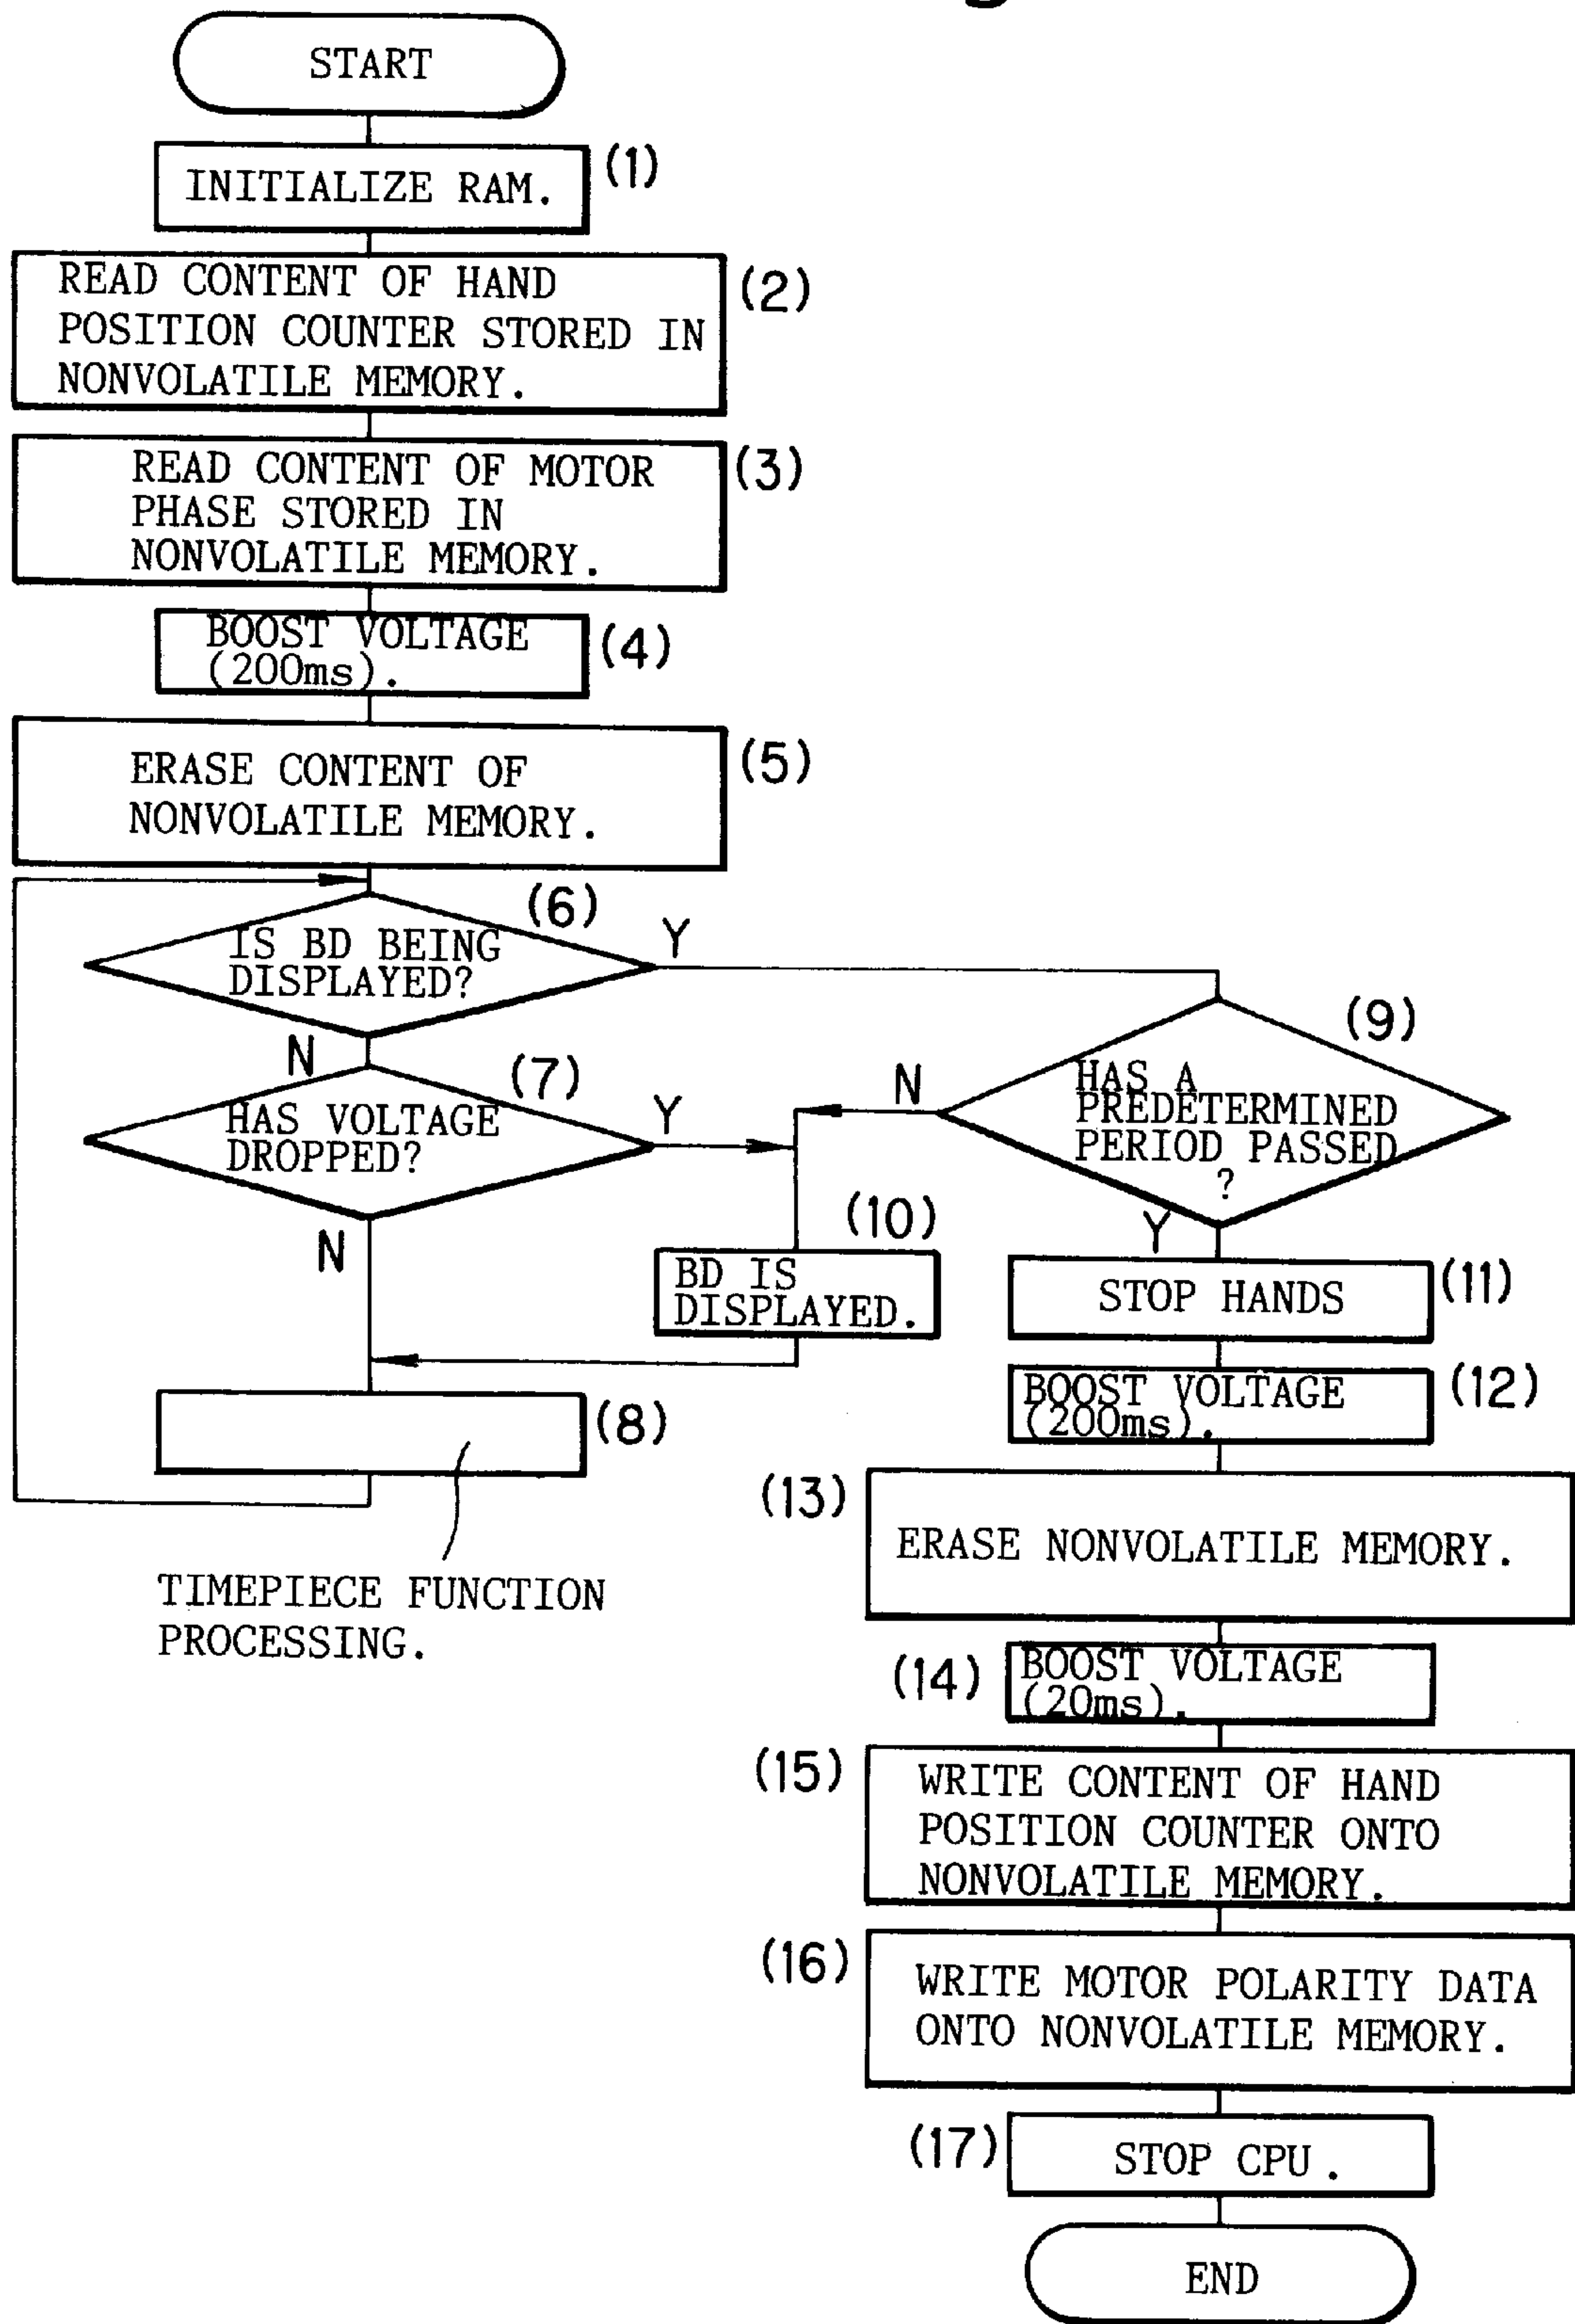 START
(1)
INITIALIZE RAM.
READ CONTENT OF HAND
POSITION COUNTER STORED IN
NONVOLATILE MEMORY.
(2)
READ CONTENT OF MOTOR
PHASE STORED IN
NONVOLATILE MEMORY.
(3)
BOOST VOLTAGE
(200ms).
(4)
ERASE CONTENT OF
NONVOLATILE MEMORY.
(5)
(6)
IS BD BEING
DISPLAYED?
Y
N
(7)
HAS VOLTAGE
DROPPED?
Y
N
(8)
TIMEPIECE FUNCTION
PROCESSING.
(9)
HAS A
PREDETERMINED
PERIOD PASSED
?
N
Y
(10)
BD IS
DISPLAYED.
STOP HANDS
(11)
BOOST VOLTAGE
(200ms).
(12)
(13)
ERASE NONVOLATILE MEMORY.
(14)
BOOST VOLTAGE
(20ms).
(15)
WRITE CONTENT OF HAND
POSITION COUNTER ONTO
NONVOLATILE MEMORY.
(16)
WRITE MOTOR POLARITY DATA
ONTO NONVOLATILE MEMORY.
(17)
STOP CPU.
END